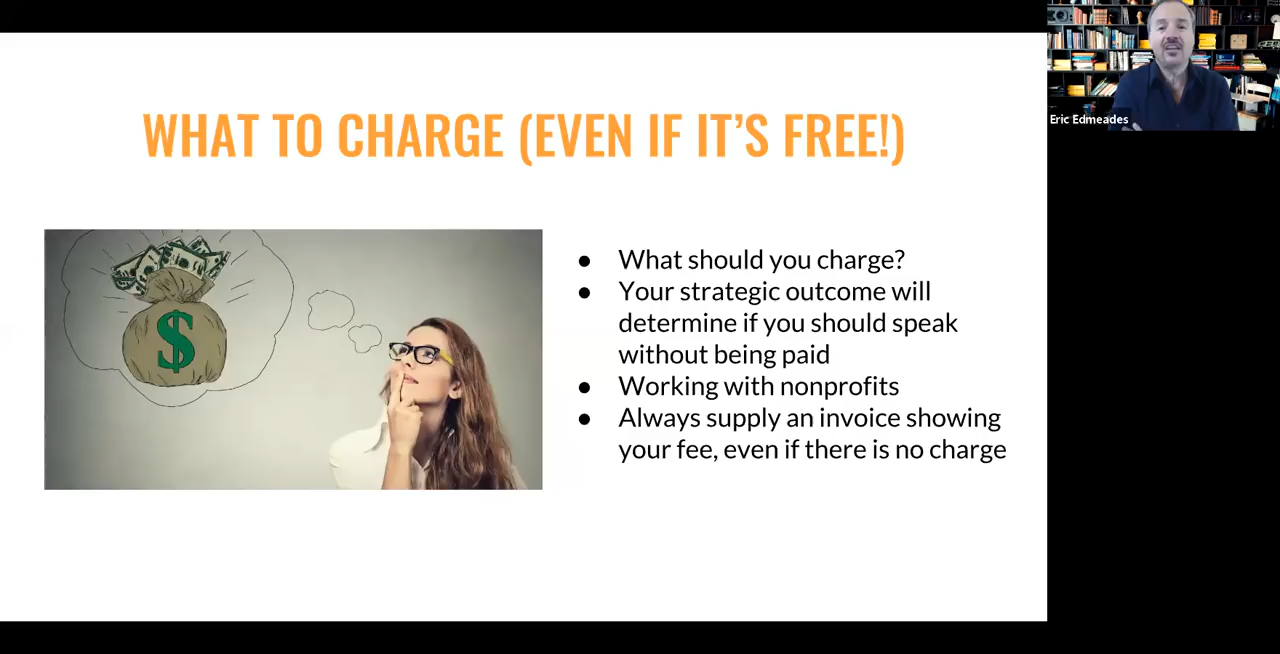 WHAT TO CHARGE (EVEN IF IT’S FREE!)
$
● What should you charge?
● Your strategic outcome will
determine if you should speak
without being paid
● Working with nonprofits
● Always supply an invoice showing
your fee, even if there is no charge
Eric Edmeades